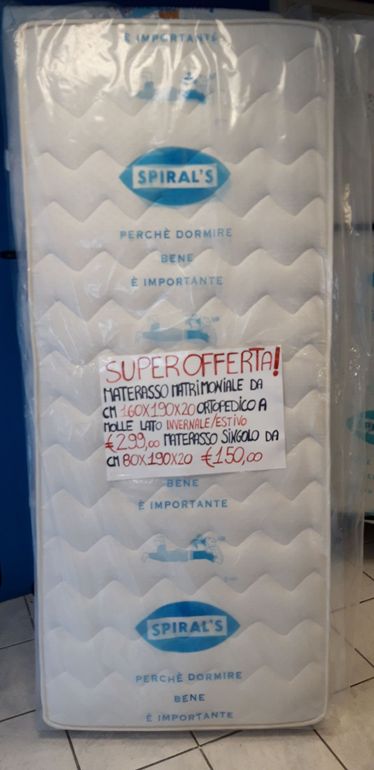 È IMPORTANTE
SPIRAL'S
PERCHÈ DORMIRE
BENE
È IMPORTANTE
SUPER OFFERTA!
MATERASSO MATRIMONIALE DA
CM 160X190X20 ORTOPEDICO A
MOLLE LATO INVERNALE/ESTIVO
€299,00 MATERASSO SINGOLO DA
CM 80X190X20 €150,00
BENE
È IMPORTANTE
SPIRAL'S
PERCHÈ DORMIRE
BENE
È IMPORTANTE